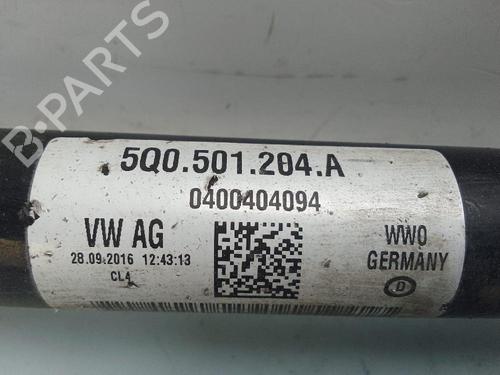 B-PARTS
5Q0.501.204.A
0400404094
VW AG
28.09.2016 12:43:13
CL4
WWO
GERMANY
D